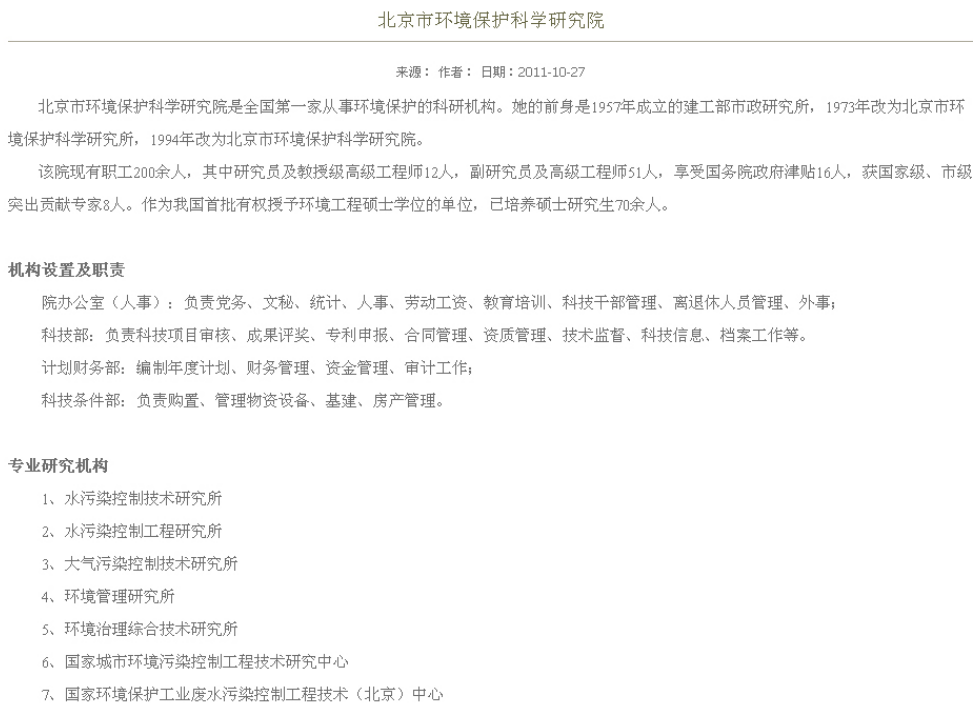 北京市环境保护科学研究院
来源： 作者： 日期：2011-10-27
北京市环境保护科学研究院是全国第一家从事环境保护的科研机构。她的前身是1957年成立的建工部市政研究所，1973年改为北京市环
境保护科学研究所，1994年改为北京市环境保护科学研究院。
该院现有职工200余人，其中研究员及教授级高级工程师12人，副研究员及高级工程师51人，享受国务院政府津贴16人，获国家级、市级
突出贡献专家8人。作为我国首批有权授予环境工程硕士学位的单位，已培养硕士研究生70余人。
机构设置及职责
院办公室（人事）：负责党务、文秘、统计、人事、劳动工资、教育培训、科技干部管理、离退休人员管理、外事；
科技部：负责科技项目审核、成果评奖、专利申报、合同管理、资质管理、技术监督、科技信息、档案工作等。
计划财务部：编制年度计划、财务管理、资金管理、审计工作；
科技条件部：负责购置、管理物资设备、基建、房产管理。
专业研究机构
1、水污染控制技术研究所
2、水污染控制工程研究所
3、大气污染控制技术研究所
4、环境管理研究所
5、环境治理综合技术研究所
6、国家城市环境污染控制工程技术研究中心
7、国家环境保护工业废水污染控制工程技术（北京）中心